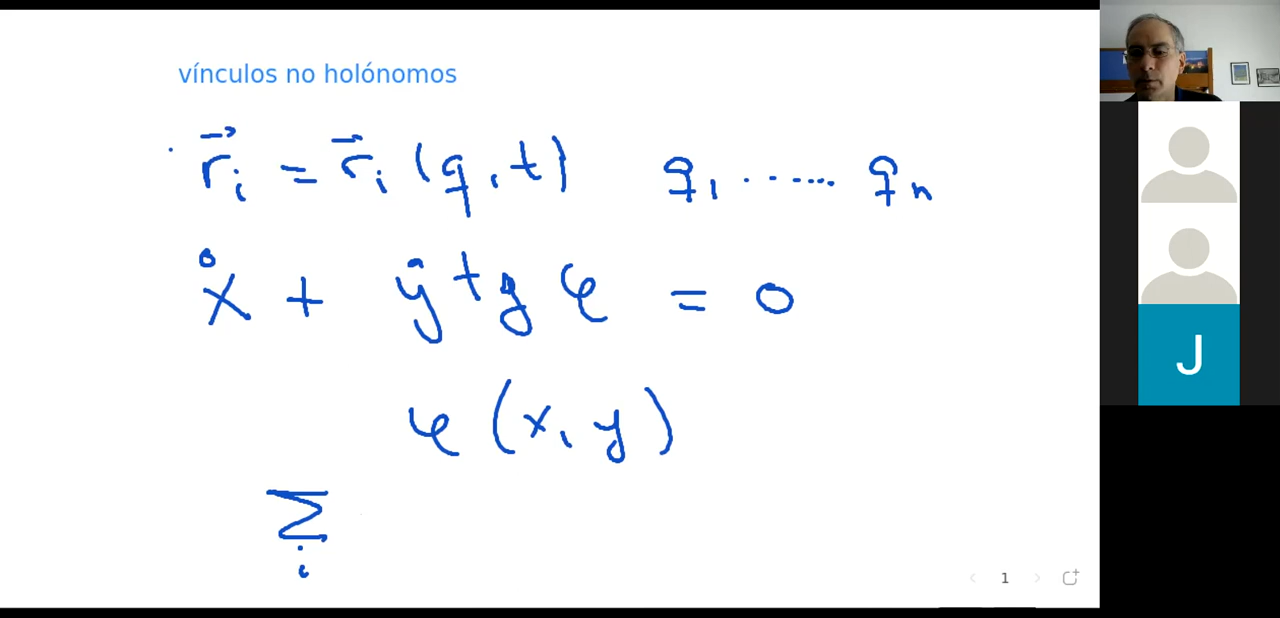 vínculos no holónomos
r⃗ᵢ = r⃗ᵢ (q, t) q₁ ...... qₙ
ẋ + ẏ tg φ = 0
φ (x, y)
Σᵢ
1
J